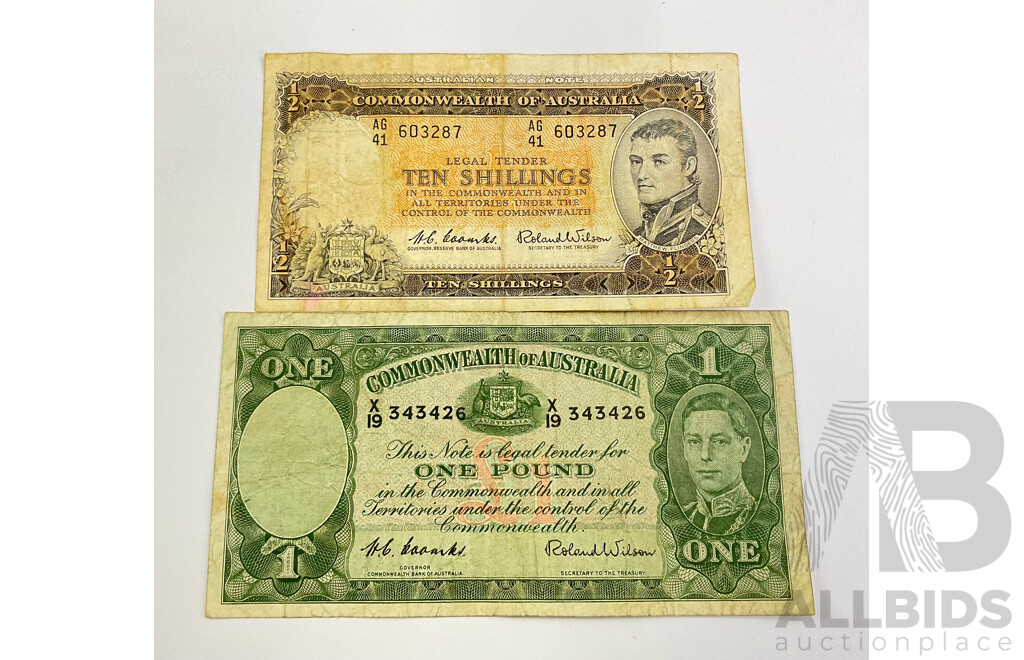 AUSTRALIAN NOTE
1/2 1/2
COMMONWEALTH OF AUSTRALIA
AG 41 603287 AG 41 603287
LEGAL TENDER
TEN SHILLINGS
IN THE COMMONWEALTH AND IN
ALL TERRITORIES UNDER THE
CONTROL OF THE COMMONWEALTH
H.C. Coombs. Roland Wilson
GOVERNOR, RESERVE BANK OF AUSTRALIA SECRETARY TO THE TREASURY
MATTHEW FLINDERS
1/2 1/2
AUSTRALIA
TEN SHILLINGS
ONE 1
COMMONWEALTH OF AUSTRALIA
X 19 343426 X 19 343426
AUSTRALIA
This Note is legal tender for
ONE POUND
in the Commonwealth and in all
Territories under the control of the
Commonwealth.
H.C. Coombs. Roland Wilson
GOVERNOR
COMMONWEALTH BANK OF AUSTRALIA. SECRETARY TO THE TREASURY.
1 ONE
AB
ALLBIDS
auctionplace